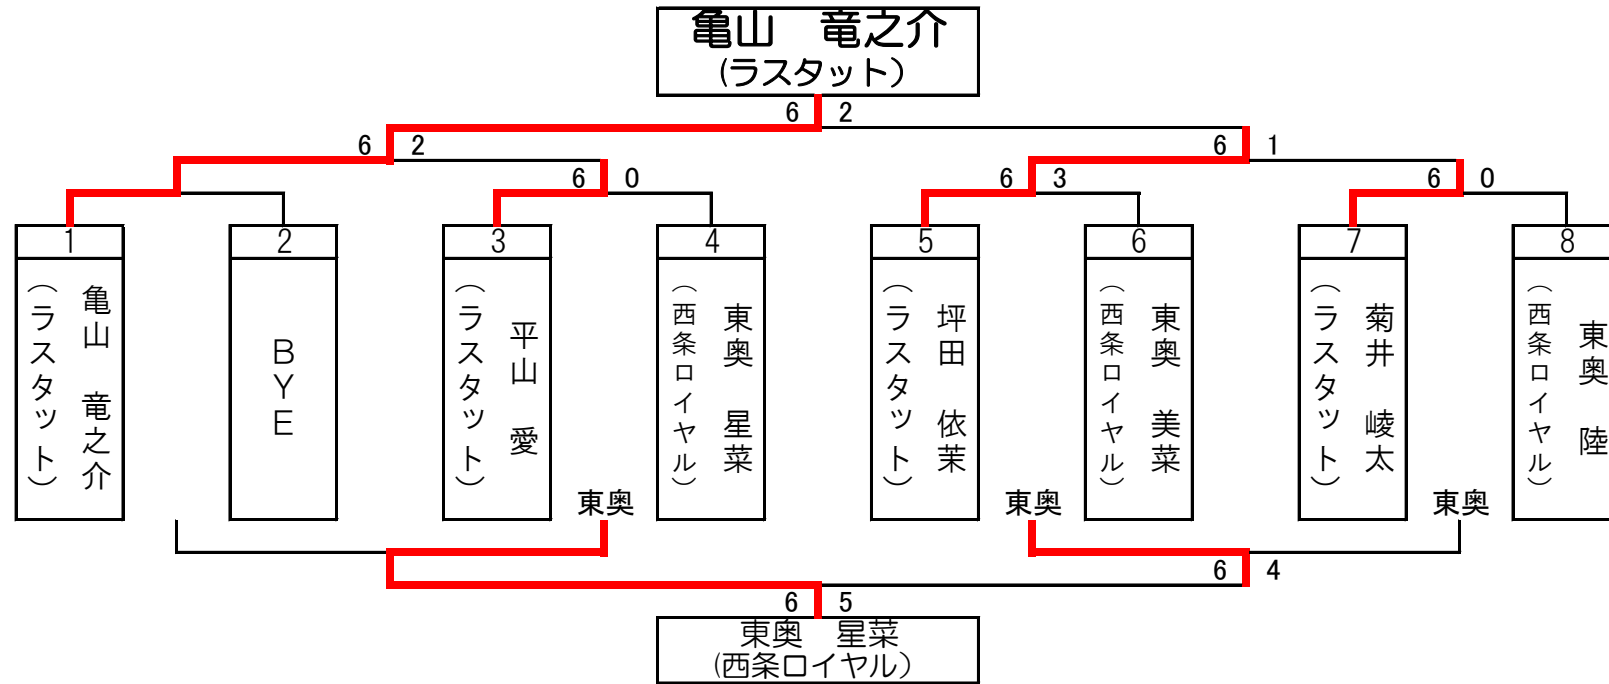 亀山　竜之介
(ラスタット)
6 2
6 2
6 1
6 0
6 3
6 0
1
2
3
4
5
6
7
8
亀山　竜之介
(ラスタット)
BYE
平山　愛
(ラスタット)
東奥　星菜
(西条ロイヤル)
坪田　依茉
(ラスタット)
東奥　美菜
(西条ロイヤル)
菊井　崚太
(ラスタット)
東奥　陸
(西条ロイヤル)
東奥
東奥
東奥
6 4
6 5
東奥　星菜
(西条ロイヤル)